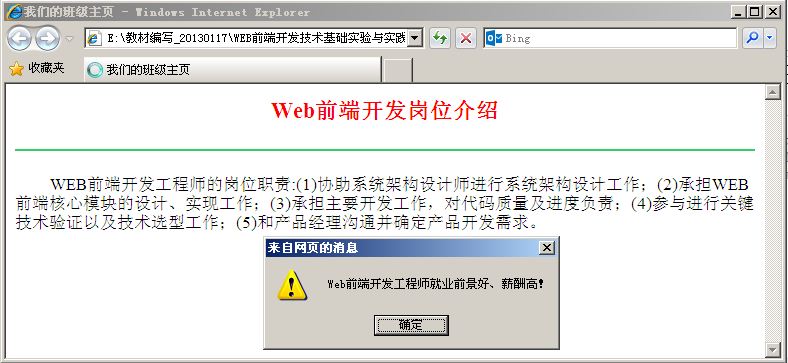 我们的班级主页 - Windows Internet Explorer
E:\教材编写_20130117\WEB前端开发技术基础实验与实践
Bing
收藏夹
我们的班级主页
Web前端开发岗位介绍
WEB前端开发工程师的岗位职责:(1)协助系统架构设计师进行系统架构设计工作；(2)承担WEB
前端核心模块的设计、实现工作；(3)承担主要开发工作，对代码质量及进度负责；(4)参与进行关键
技术验证以及技术选型工作；(5)和产品经理沟通并确定产品开发需求。
来自网页的消息
Web前端开发工程师就业前景好、薪酬高!
确定